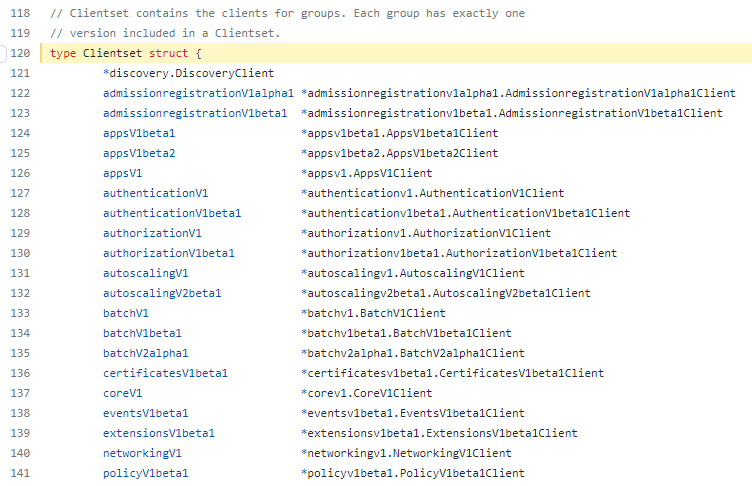 118 // Clientset contains the clients for groups. Each group has exactly one
119 // version included in a Clientset.
120 type Clientset struct {
121 *discovery.DiscoveryClient
122 admissionregistrationV1alpha1 *admissionregistrationv1alpha1.AdmissionregistrationV1alpha1Client
123 admissionregistrationV1beta1 *admissionregistrationv1beta1.AdmissionregistrationV1beta1Client
124 appsV1beta1 *appsv1beta1.AppsV1beta1Client
125 appsV1beta2 *appsv1beta2.AppsV1beta2Client
126 appsV1 *appsv1.AppsV1Client
127 authenticationV1 *authenticationv1.AuthenticationV1Client
128 authenticationV1beta1 *authenticationv1beta1.AuthenticationV1beta1Client
129 authorizationV1 *authorizationv1.AuthorizationV1Client
130 authorizationV1beta1 *authorizationv1beta1.AuthorizationV1beta1Client
131 autoscalingV1 *autoscalingv1.AutoscalingV1Client
132 autoscalingV2beta1 *autoscalingv2beta1.AutoscalingV2beta1Client
133 batchV1 *batchv1.BatchV1Client
134 batchV1beta1 *batchv1beta1.BatchV1beta1Client
135 batchV2alpha1 *batchv2alpha1.BatchV2alpha1Client
136 certificatesV1beta1 *certificatesv1beta1.CertificatesV1beta1Client
137 coreV1 *corev1.CoreV1Client
138 eventsV1beta1 *eventsv1beta1.EventsV1beta1Client
139 extensionsV1beta1 *extensionsv1beta1.ExtensionsV1beta1Client
140 networkingV1 *networkingv1.NetworkingV1Client
141 policyV1beta1 *policyv1beta1.PolicyV1beta1Client